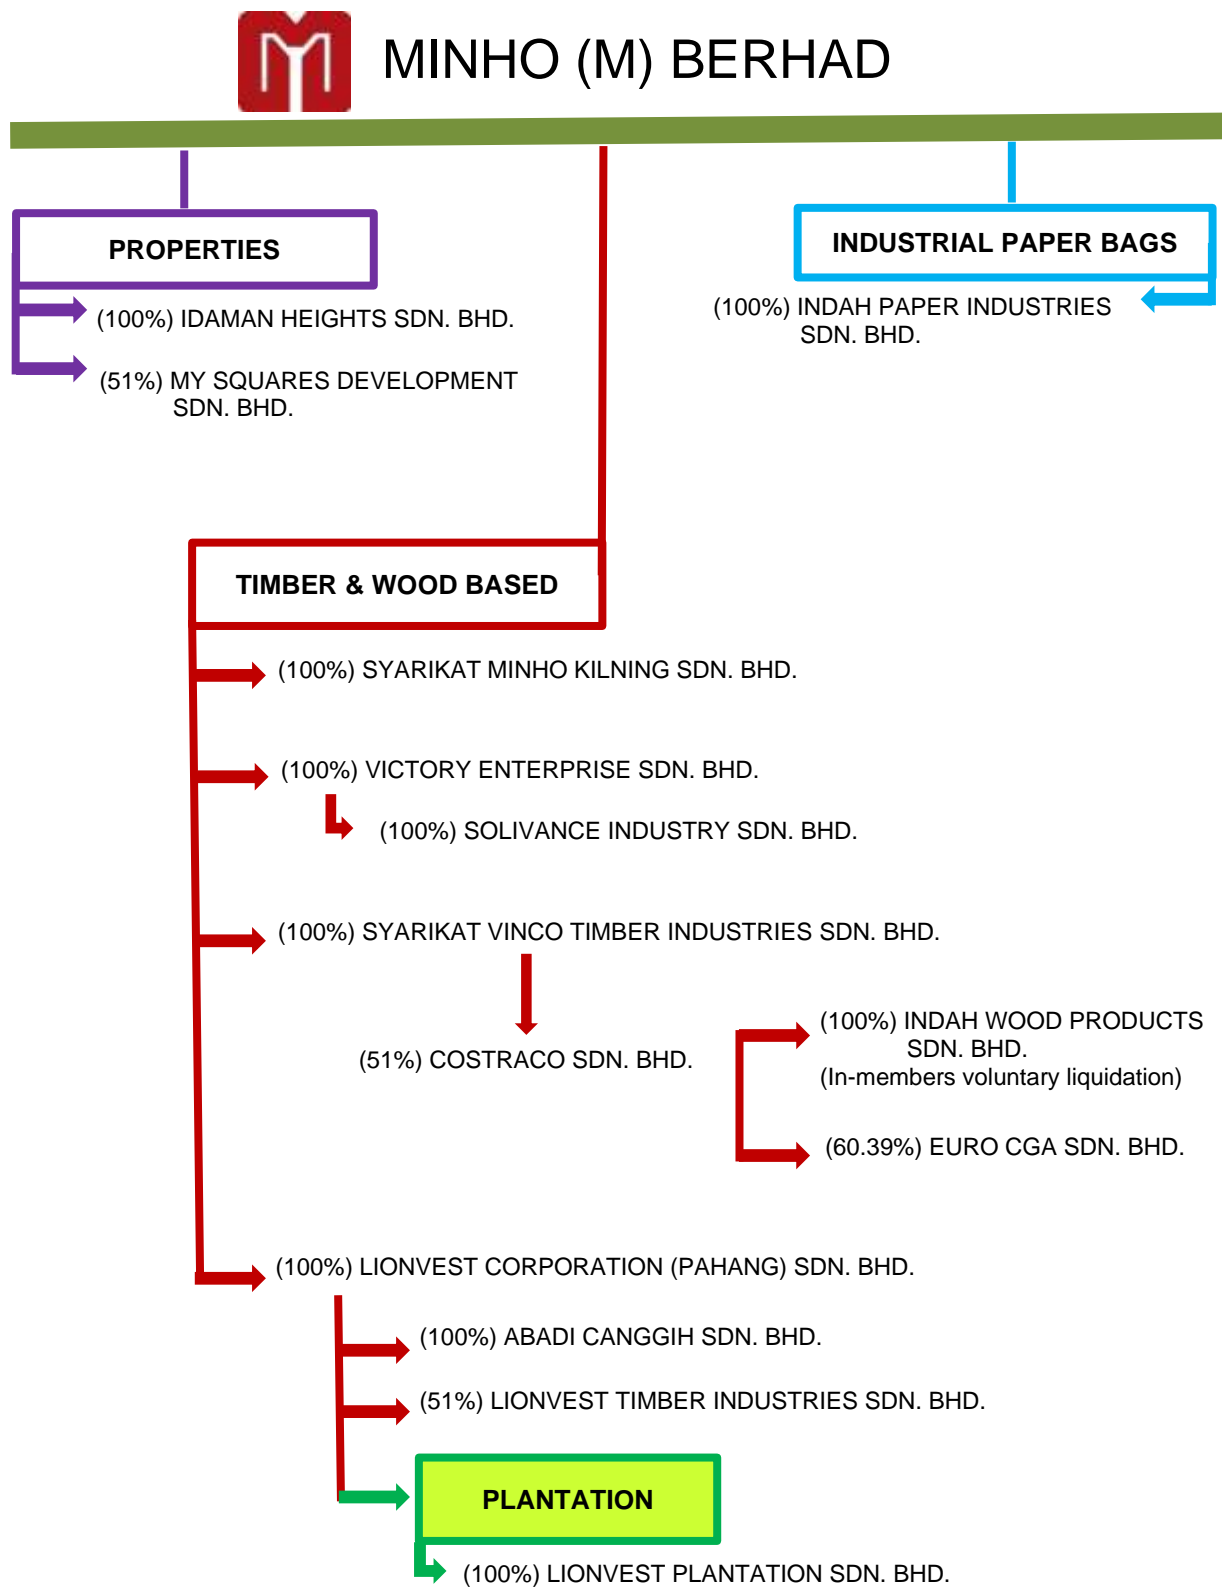 MINHO (M) BERHAD
PROPERTIES
(100%) IDAMAN HEIGHTS SDN. BHD.
(51%) MY SQUARES DEVELOPMENT
SDN. BHD.
INDUSTRIAL PAPER BAGS
(100%) INDAH PAPER INDUSTRIES
SDN. BHD.
TIMBER & WOOD BASED
(100%) SYARIKAT MINHO KILNING SDN. BHD.
(100%) VICTORY ENTERPRISE SDN. BHD.
(100%) SOLIVANCE INDUSTRY SDN. BHD.
(100%) SYARIKAT VINCO TIMBER INDUSTRIES SDN. BHD.
(51%) COSTRACO SDN. BHD.
(100%) INDAH WOOD PRODUCTS
SDN. BHD.
(In-members voluntary liquidation)
(60.39%) EURO CGA SDN. BHD.
(100%) LIONVEST CORPORATION (PAHANG) SDN. BHD.
(100%) ABADI CANGGIH SDN. BHD.
(51%) LIONVEST TIMBER INDUSTRIES SDN. BHD.
PLANTATION
(100%) LIONVEST PLANTATION SDN. BHD.